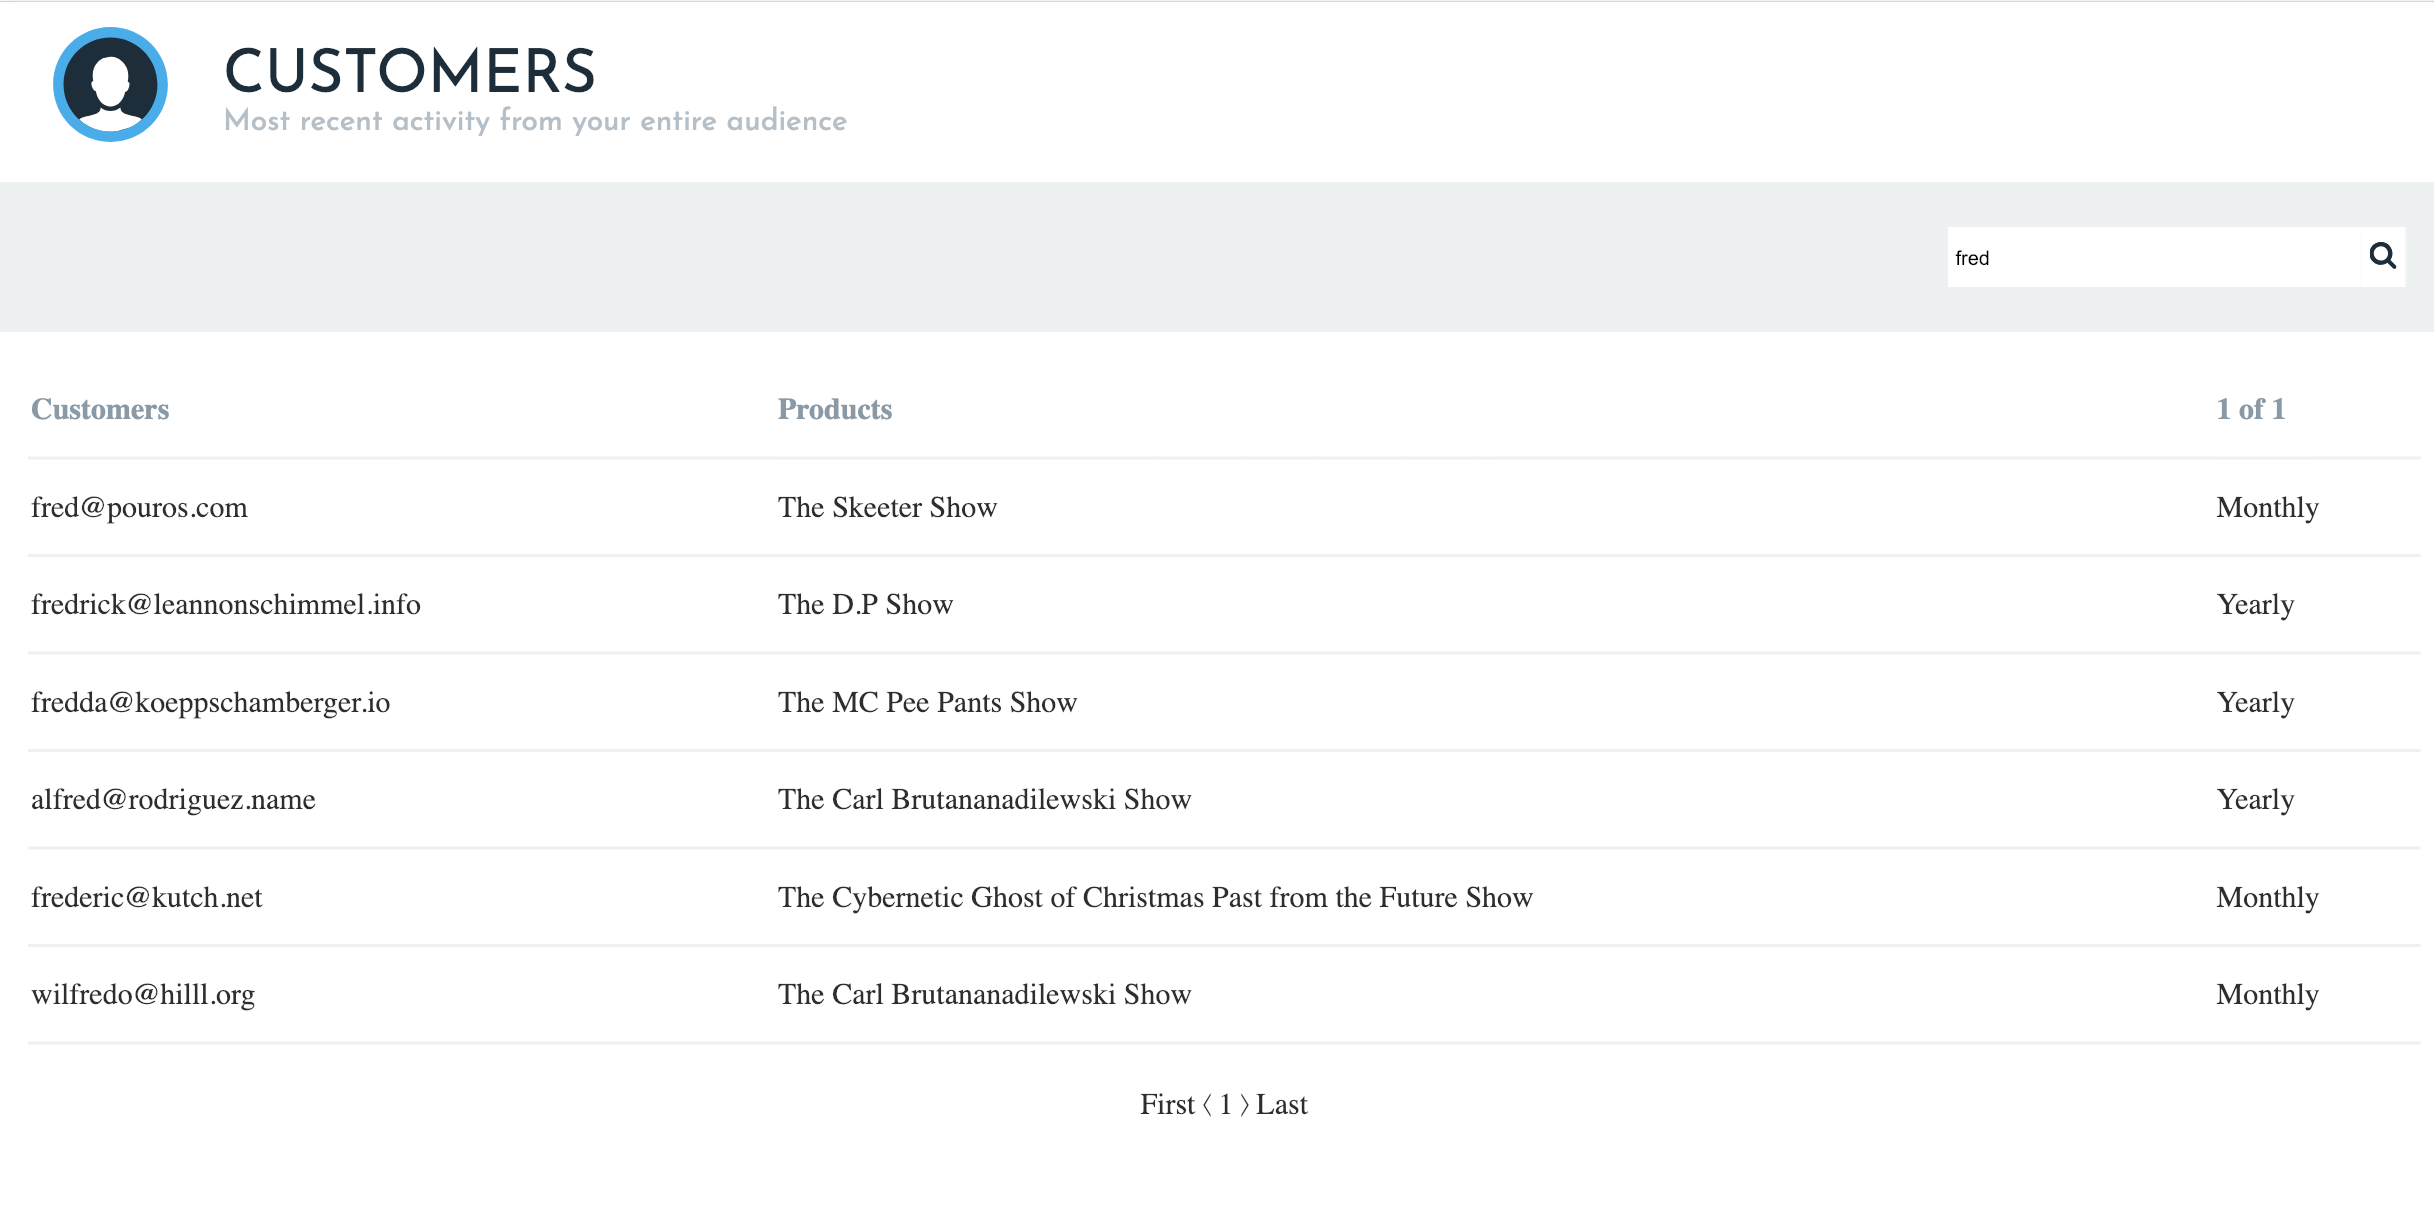 CUSTOMERS
Most recent activity from your entire audience
fred
Customers Products 1 of 1
fred@pouros.com The Skeeter Show Monthly
fredrick@leannonschimmel.info The D.P Show Yearly
fredda@koeppschamberger.io The MC Pee Pants Show Yearly
alfred@rodriguez.name The Carl Brutananadilewski Show Yearly
frederic@kutch.net The Cybernetic Ghost of Christmas Past from the Future Show Monthly
wilfredo@hilll.org The Carl Brutananadilewski Show Monthly
First ⟨ 1 ⟩ Last